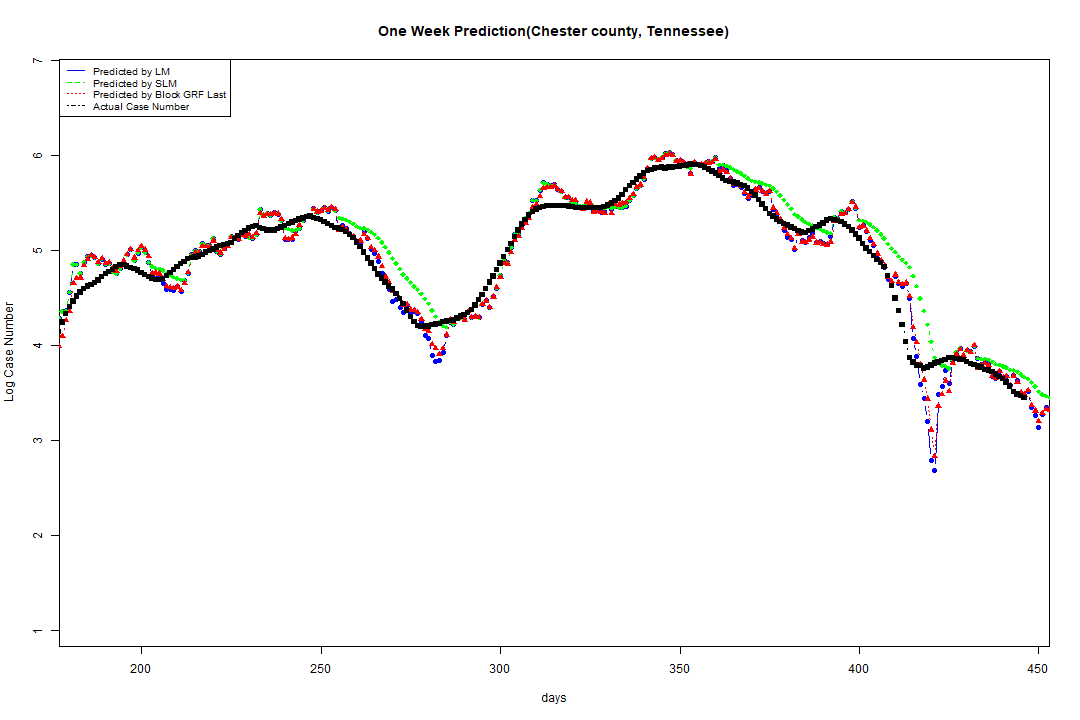 One Week Prediction(Chester county, Tennessee)
Predicted by LM
Predicted by SLM
Predicted by Block GRF Last
Actual Case Number
Log Case Number
7
6
5
4
3
2
1
200 250 300 350 400 450
days